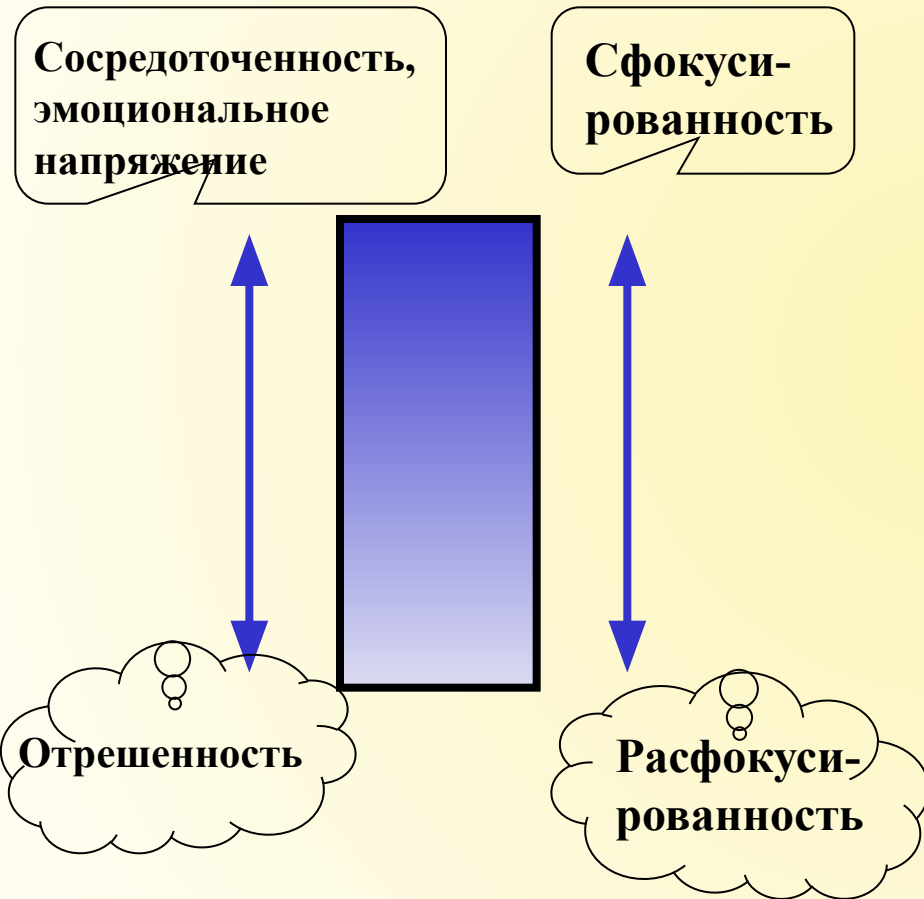 Сосредоточенность,
эмоциональное
напряжение
Сфокуси-
рованность
Отрешенность
Расфокуси-
рованность